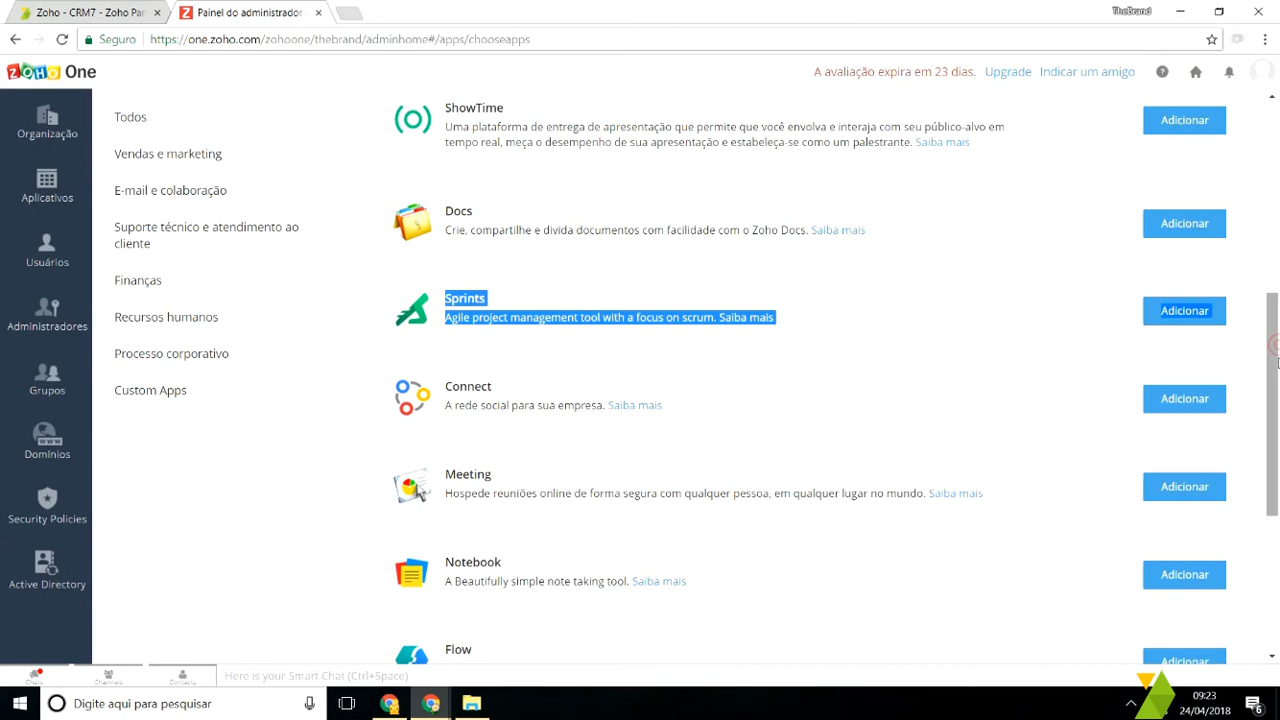 Zoho - CRM7 - Zoho Par
Painel do administrador
TheBrand
Seguro
https://one.zoho.com/zohoone/thebrand/adminhome#/apps/chooseapps
ZOHO One
A avaliação expira em 23 dias.
Upgrade
Indicar um amigo
Organização
Aplicativos
Usuários
Administradores
Grupos
Domínios
Security Policies
Active Directory
Todos
Vendas e marketing
E-mail e colaboração
Suporte técnico e atendimento ao
cliente
Finanças
Recursos humanos
Processo corporativo
Custom Apps
ShowTime
Uma plataforma de entrega de apresentação que permite que você envolva e interaja com seu público-alvo em
tempo real, meça o desempenho de sua apresentação e estabeleça-se como um palestrante. Saiba mais
Adicionar
Docs
Crie, compartilhe e divida documentos com facilidade com o Zoho Docs. Saiba mais
Adicionar
Sprints
Agile project management tool with a focus on scrum. Saiba mais
Adicionar
Connect
A rede social para sua empresa. Saiba mais
Adicionar
Meeting
Hospede reuniões online de forma segura com qualquer pessoa, em qualquer lugar no mundo. Saiba mais
Adicionar
Notebook
A Beautifully simple note taking tool. Saiba mais
Adicionar
Flow
Adicionar
Chats
Channels
Contacts
Here is your Smart Chat (Ctrl+Space)
Digite aqui para pesquisar
09:23
24/04/2018
6